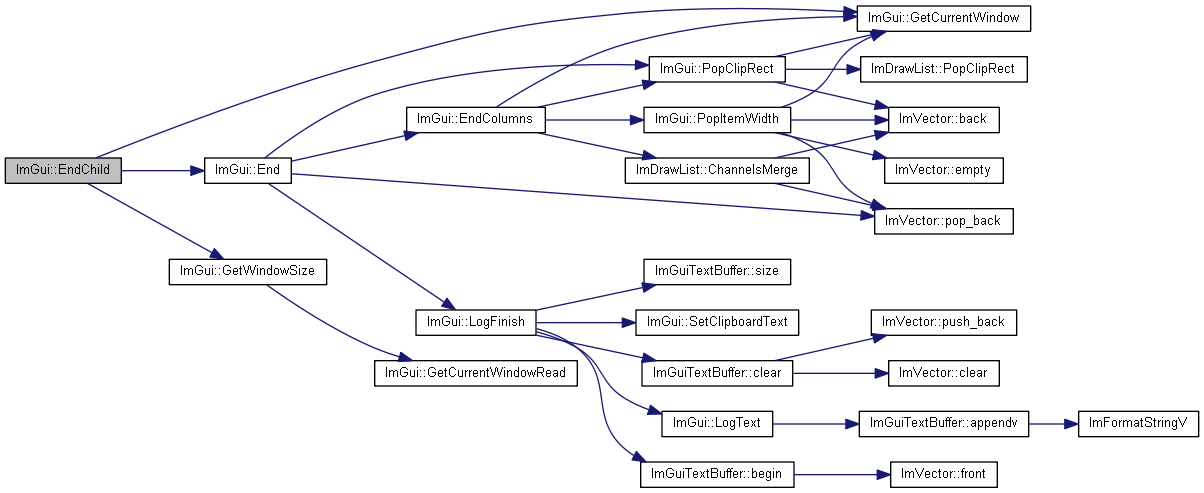 ImGui::GetCurrentWindow
ImGui::PopClipRect
ImDrawList::PopClipRect
ImGui::EndColumns
ImGui::PopItemWidth
ImVector::back
ImGui::EndChild
ImGui::End
ImDrawList::ChannelsMerge
ImVector::empty
ImVector::pop_back
ImGui::GetWindowSize
ImGuiTextBuffer::size
ImGui::LogFinish
ImGui::SetClipboardText
ImVector::push_back
ImGui::GetCurrentWindowRead
ImGuiTextBuffer::clear
ImVector::clear
ImGui::LogText
ImGuiTextBuffer::appendv
ImFormatStringV
ImGuiTextBuffer::begin
ImVector::front